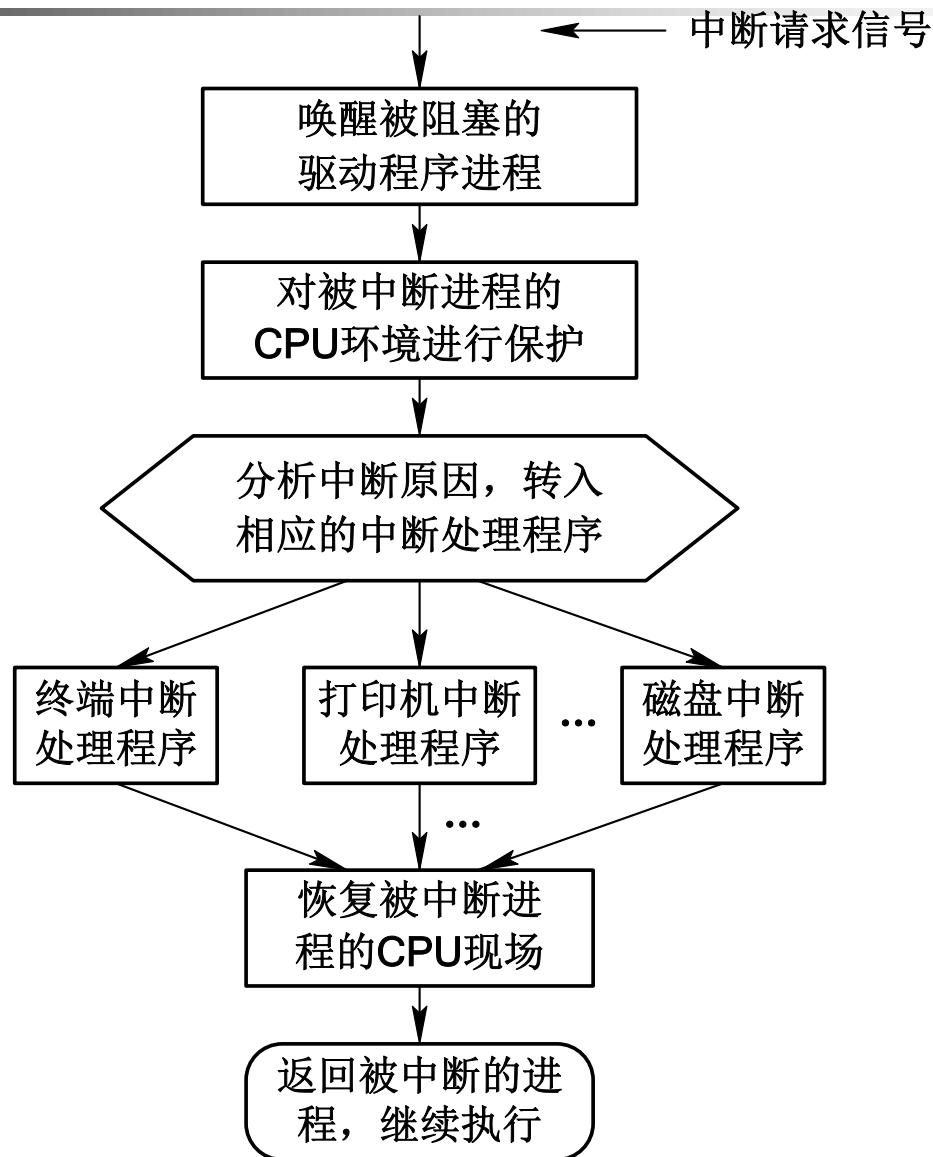 中断请求信号
唤醒被阻塞的
驱动程序进程
对被中断进程的
CPU环境进行保护
分析中断原因，转入
相应的中断处理程序
终端中断
处理程序
打印机中断
处理程序
...
磁盘中断
处理程序
...
恢复被中断进
程的CPU现场
返回被中断的进
程，继续执行